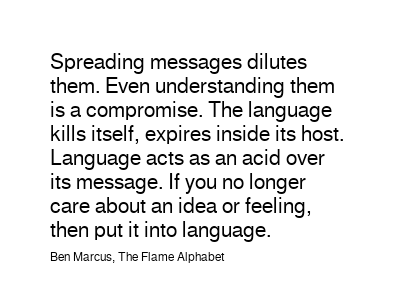 Spreading messages dilutes
them. Even understanding them
is a compromise. The language
kills itself, expires inside its host.
Language acts as an acid over
its message. If you no longer
care about an idea or feeling,
then put it into language.
Ben Marcus, The Flame Alphabet